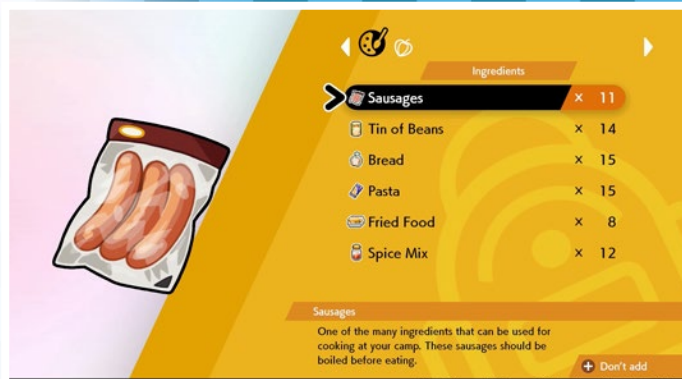 Ingredients
Sausages × 11
Tin of Beans × 14
Bread × 15
Pasta × 15
Fried Food × 8
Spice Mix × 12
Sausages
One of the many ingredients that can be used for
cooking at your camp. These sausages should be
boiled before eating.
Don't add